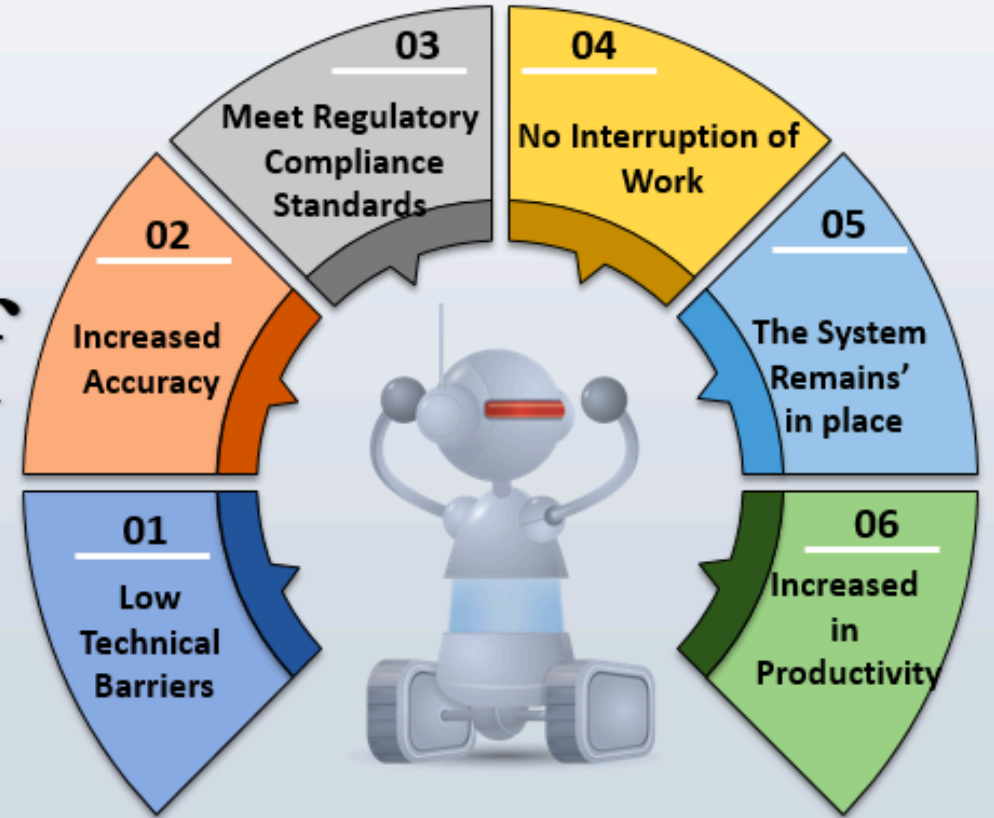 01
Low
Technical
Barriers
02
Increased
Accuracy
03
Meet Regulatory
Compliance
Standards
04
No Interruption of
Work
05
The System
Remains’
in place
06
Increased
in
Productivity